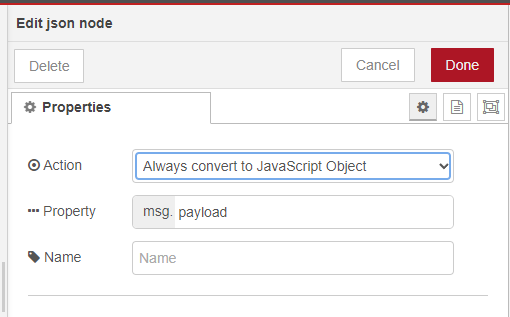 Edit json node
Delete
Cancel
Done
Properties
Action
Always convert to JavaScript Object
Property
msg. payload
Name
Name